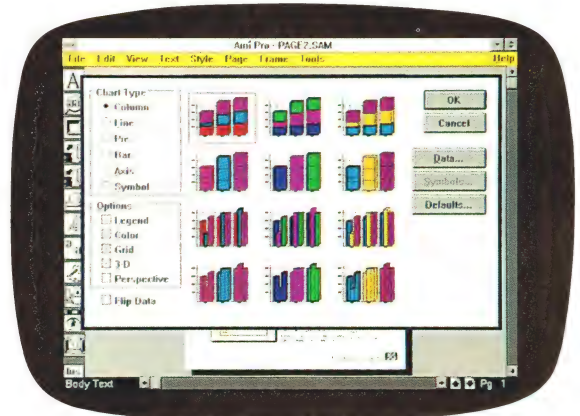 Ami Pro - PAGE2.SAM
File Edit View Text Style Page Frame Tools Help
Chart Type
Column
Line
Pie
Bar
Axis
Symbol
Options
Legend
Color
Grid
3-D
Perspective
Flip Data
OK
Cancel
Data...
Symbols...
Defaults...
Ins
Body Text
Pg 1